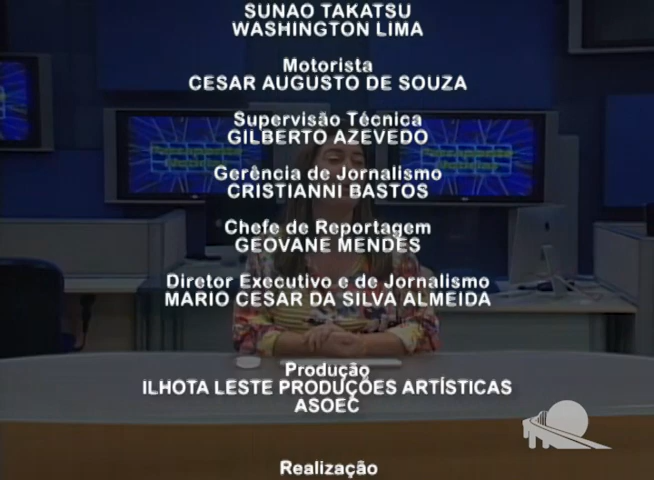 SUNAO TAKATSU
WASHINGTON LIMA
Motorista
CESAR AUGUSTO DE SOUZA
Supervisão Técnica
GILBERTO AZEVEDO
Gerência de Jornalismo
CRISTIANNI BASTOS
Chefe de Reportagem
GEOVANE MENDES
Diretor Executivo e de Jornalismo
MARIO CESAR DA SILVA ALMEIDA
Produção
ILHOTA LESTE PRODUÇÕES ARTÍSTICAS
ASOEC
Realização